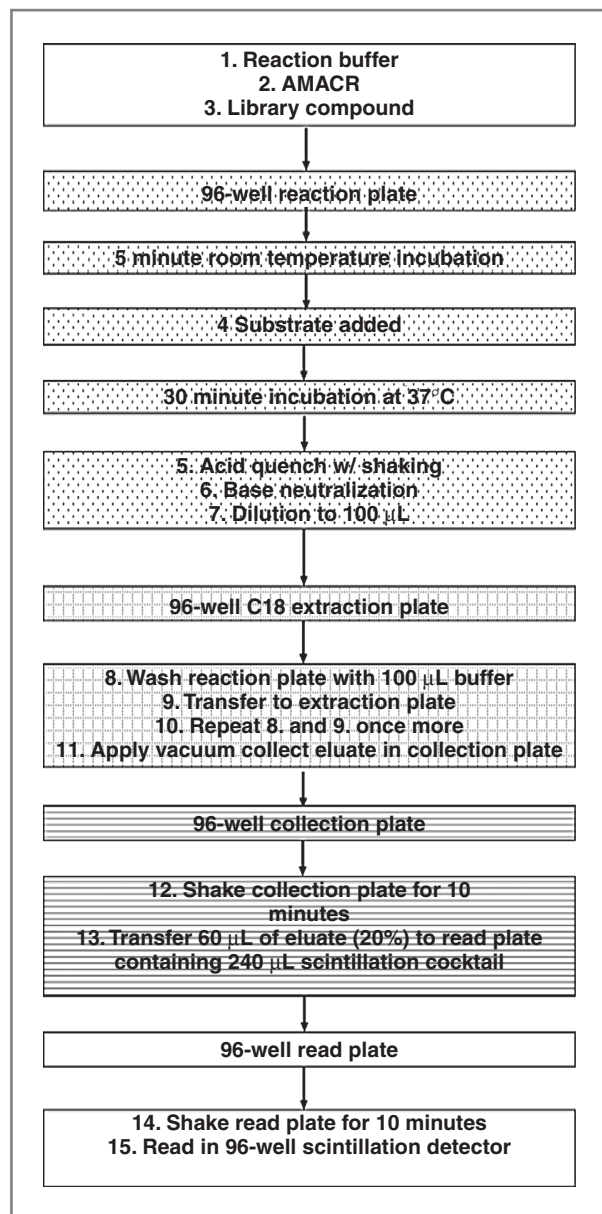 1. Reaction buffer
2. AMACR
3. Library compound
96-well reaction plate
5 minute room temperature incubation
4 Substrate added
30 minute incubation at 37°C
5. Acid quench w/ shaking
6. Base neutralization
7. Dilution to 100 μL
96-well C18 extraction plate
8. Wash reaction plate with 100 μL buffer
9. Transfer to extraction plate
10. Repeat 8. and 9. once more
11. Apply vacuum collect eluate in collection plate
96-well collection plate
12. Shake collection plate for 10
minutes
13. Transfer 60 μL of eluate (20%) to read plate
containing 240 μL scintillation cocktail
96-well read plate
14. Shake read plate for 10 minutes
15. Read in 96-well scintillation detector